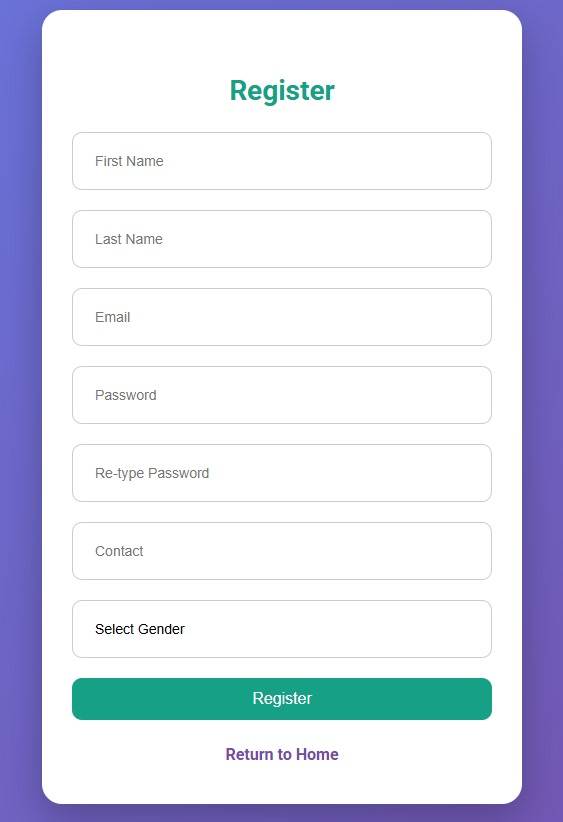 Register
First Name
Last Name
Email
Password
Re-type Password
Contact
Select Gender
Register
Return to Home